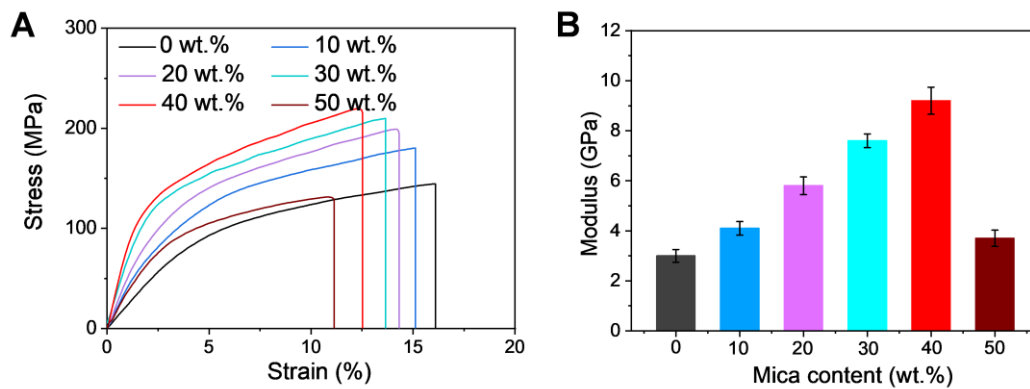 A
0 wt.% 10 wt.%
20 wt.% 30 wt.%
40 wt.% 50 wt.%
Stress (MPa)
300
200
100
0
0 5 10 15 20
Strain (%)
B
Modulus (GPa)
12
10
8
6
4
2
0
0 10 20 30 40 50
Mica content (wt.%)